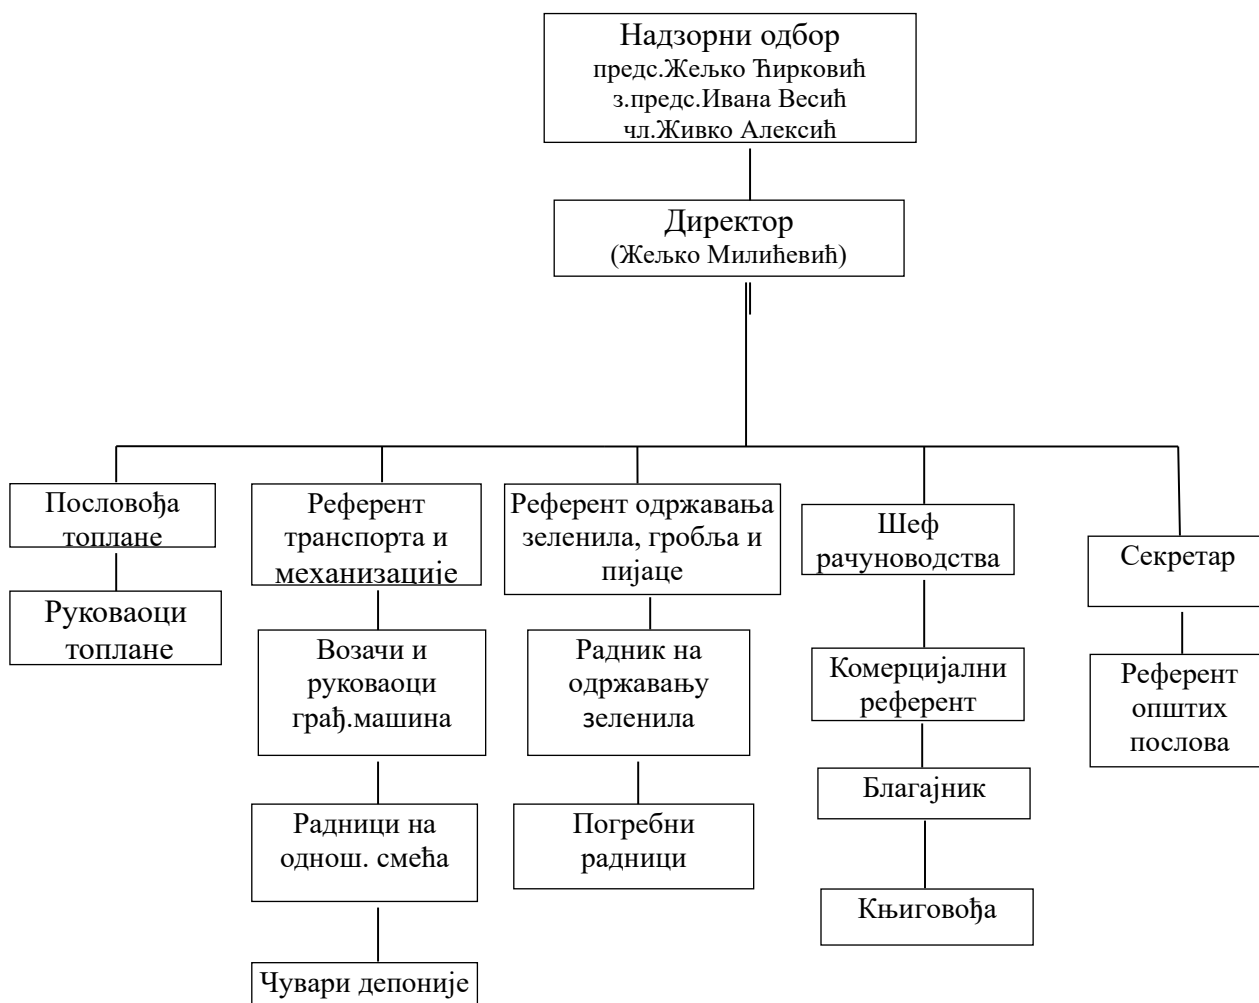 Надзорни одбор
предс.Жељко Ћирковић
з.предс.Ивана Весић
чл.Живко Алексић
Директор
(Жељко Милићевић)
Пословођа
топлане
Руковаоци
топлане
Референт
транспорта и
механизације
Возачи и
руковаоци
грађ.машина
Радници на
однош. смећа
Чувари депоније
Референт одржавања
зеленила, гробља и
пијаце
Радник на
одржавању
зеленила
Погребни
радници
Шеф
рачуноводства
Комерцијални
референт
Благајник
Књиговођа
Секретар
Референт
општих
послова